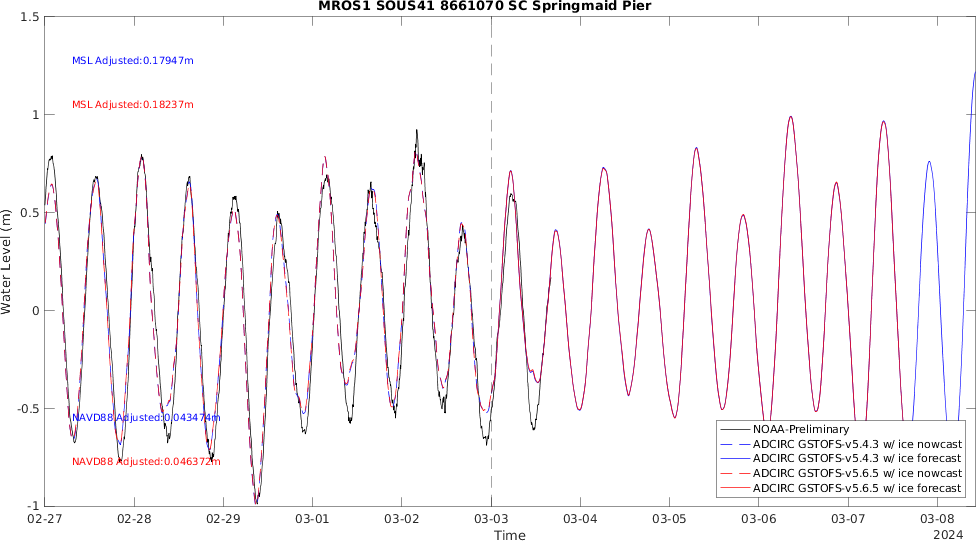 MROS1 SOUS41 8661070 SC Springmaid Pier
1.5
1
0.5
0
-0.5
-1
Water Level (m)
MSL Adjusted:0.17947m
MSL Adjusted:0.18237m
NAVD88 Adjusted:0.043474m
NAVD88 Adjusted:0.046372m
NOAA-Preliminary
ADCIRC GSTOFS-v5.4.3 w/ ice nowcast
ADCIRC GSTOFS-v5.4.3 w/ ice forecast
ADCIRC GSTOFS-v5.6.5 w/ ice nowcast
ADCIRC GSTOFS-v5.6.5 w/ ice forecast
02-27 02-28 02-29 03-01 03-02 03-03 03-04 03-05 03-06 03-07 03-08
Time
2024